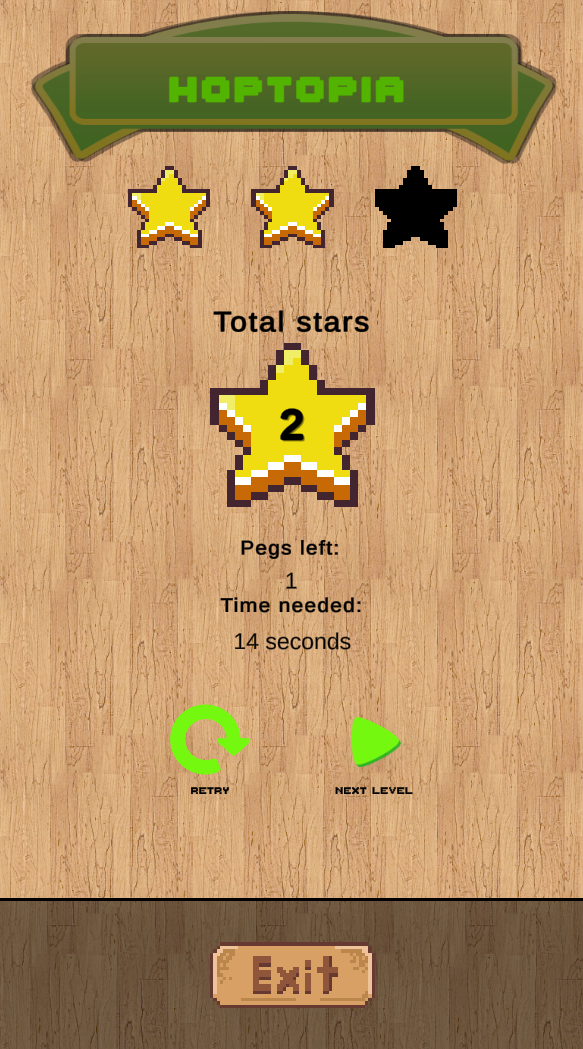 HOPTOPIA
Total stars
2
Pegs left:
1
Time needed:
14 seconds
RETRY
NEXT LEVEL
Exit